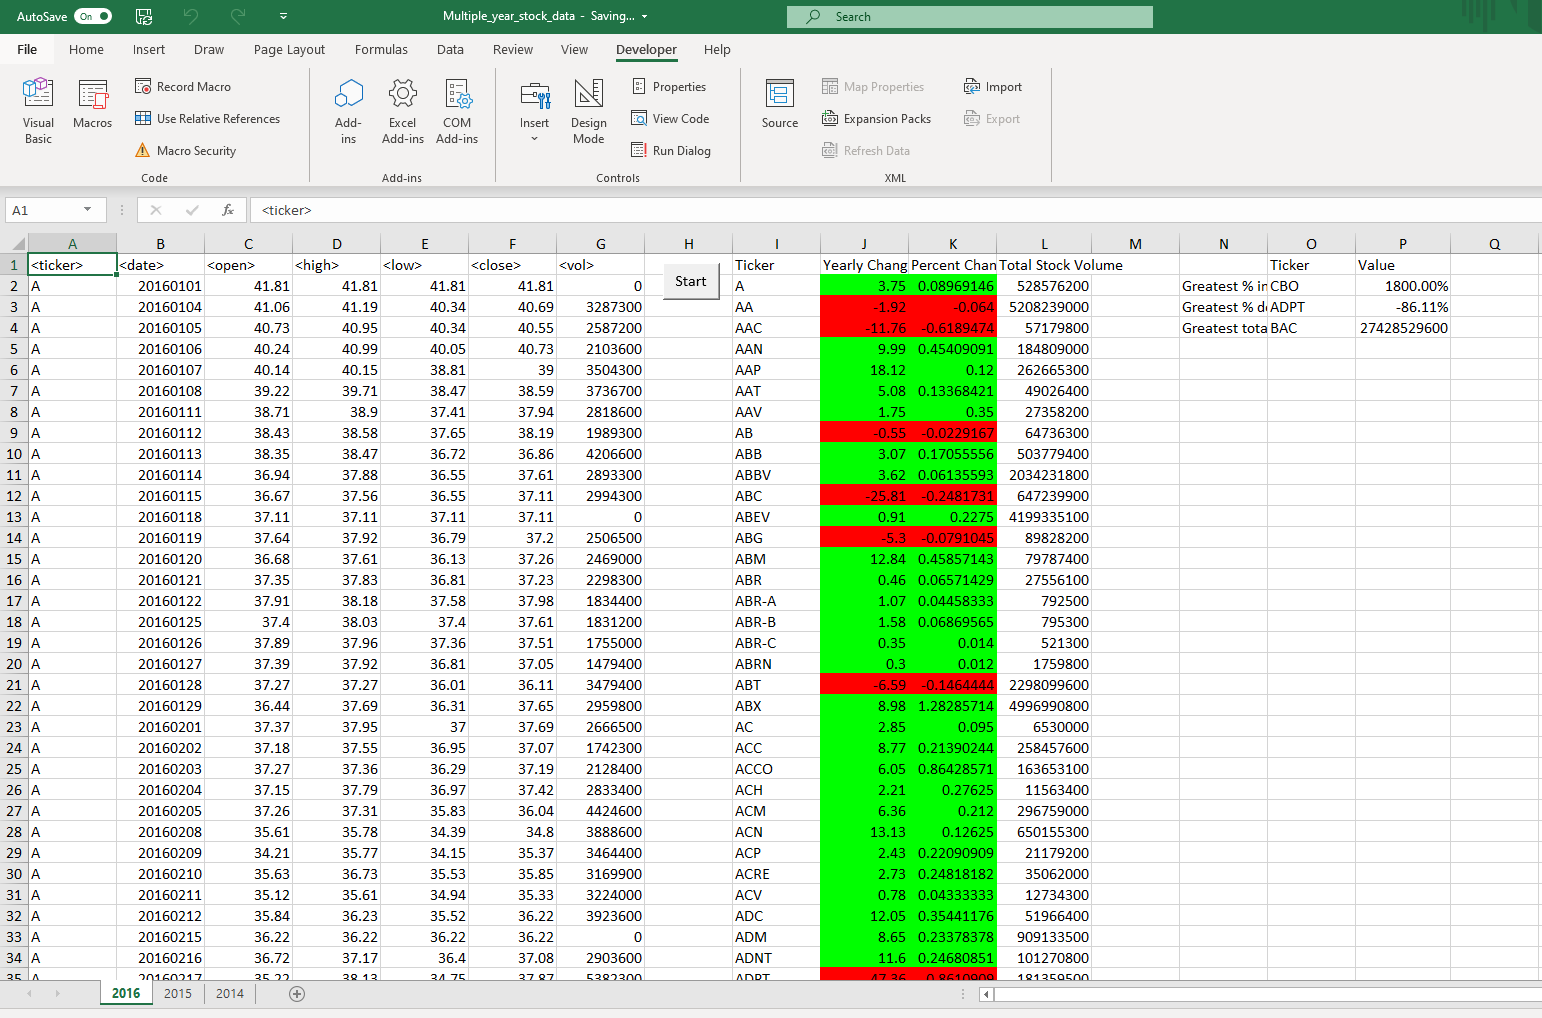 AutoSave On Multiple_year_stock_data - Saving... Search
File Home Insert Draw Page Layout Formulas Data Review View Developer Help
Visual Basic Macros Record Macro Use Relative References Macro Security Code
Add-ins Excel Add-ins COM Add-ins Add-ins
Insert Design Mode Properties View Code Run Dialog Controls
Source Map Properties Expansion Packs Refresh Data Import Export XML
A1 fx <ticker>
A B C D E F G H I J K L M N O P Q
1 <ticker> <date> <open> <high> <low> <close> <vol> Start Ticker Yearly Chang Percent Chan Total Stock Volume Ticker Value
2 A 20160101 41.81 41.81 41.81 41.81 0 A 3.75 0.08969146 528576200 Greatest % in CBO 1800.00%
3 A 20160104 41.06 41.19 40.34 40.69 3287300 AA -1.92 -0.064 5208239000 Greatest % de ADPT -86.11%
4 A 20160105 40.73 40.95 40.34 40.55 2587200 AAC -11.76 -0.6189474 57179800 Greatest tota BAC 27428529600
5 A 20160106 40.24 40.99 40.05 40.73 2103600 AAN 9.99 0.45409091 184809000
6 A 20160107 40.14 40.15 38.81 39 3504300 AAP 18.12 0.12 262665300
7 A 20160108 39.22 39.71 38.47 38.59 3736700 AAT 5.08 0.13368421 49026400
8 A 20160111 38.71 38.9 37.41 37.94 2818600 AAV 1.75 0.35 27358200
9 A 20160112 38.43 38.58 37.65 38.19 1989300 AB -0.55 -0.0229167 64736300
10 A 20160113 38.35 38.47 36.72 36.86 4206600 ABB 3.07 0.17055556 503779400
11 A 20160114 36.94 37.88 36.55 37.61 2893300 ABBV 3.62 0.06135593 2034231800
12 A 20160115 36.67 37.56 36.55 37.11 2994300 ABC -25.81 -0.2481731 647239900
13 A 20160118 37.11 37.11 37.11 37.11 0 ABEV 0.91 0.2275 4199335100
14 A 20160119 37.64 37.92 36.79 37.2 2506500 ABG -5.3 -0.0791045 89828200
15 A 20160120 36.68 37.61 36.13 37.26 2469000 ABM 12.84 0.45857143 79787400
16 A 20160121 37.35 37.83 36.81 37.23 2298300 ABR 0.46 0.06571429 27556100
17 A 20160122 37.91 38.18 37.58 37.98 1834400 ABR-A 1.07 0.04458333 792500
18 A 20160125 37.4 38.03 37.4 37.61 1831200 ABR-B 1.58 0.06869565 795300
19 A 20160126 37.89 37.96 37.36 37.51 1755000 ABR-C 0.35 0.014 521300
20 A 20160127 37.39 37.92 36.81 37.05 1479400 ABRN 0.3 0.012 1759800
21 A 20160128 37.27 37.27 36.01 36.11 3479400 ABT -6.59 -0.1464444 2298099600
22 A 20160129 36.44 37.69 36.31 37.65 2959800 ABX 8.98 1.28285714 4996990800
23 A 20160201 37.37 37.95 37 37.69 2666500 AC 2.85 0.095 6530000
24 A 20160202 37.18 37.55 36.95 37.07 1742300 ACC 8.77 0.21390244 258457600
25 A 20160203 37.27 37.36 36.29 37.19 2128400 ACCO 6.05 0.86428571 163653100
26 A 20160204 37.15 37.79 36.97 37.42 2833400 ACH 2.21 0.27625 11563400
27 A 20160205 37.26 37.31 35.83 36.04 4424600 ACM 6.36 0.212 296759000
28 A 20160208 35.61 35.78 34.39 34.8 3888600 ACN 13.13 0.12625 650155300
29 A 20160209 34.21 35.77 34.15 35.37 3464400 ACP 2.43 0.22090909 21179200
30 A 20160210 35.63 36.73 35.53 35.85 3169900 ACRE 2.73 0.24818182 35062000
31 A 20160211 35.12 35.61 34.94 35.33 3224000 ACV 0.78 0.04333333 12734300
32 A 20160212 35.84 36.23 35.52 36.22 3923600 ADC 12.05 0.35441176 51966400
33 A 20160215 36.22 36.22 36.22 36.22 0 ADM 8.65 0.23378378 909133500
34 A 20160216 36.72 37.17 36.4 37.08 2903600 ADNT 11.6 0.24680851 101270800
35 A 20160217 35.22 38.13 34.75 37.87 5382300 ADPT -47.36 -0.8610909 181359500
2016 2015 2014